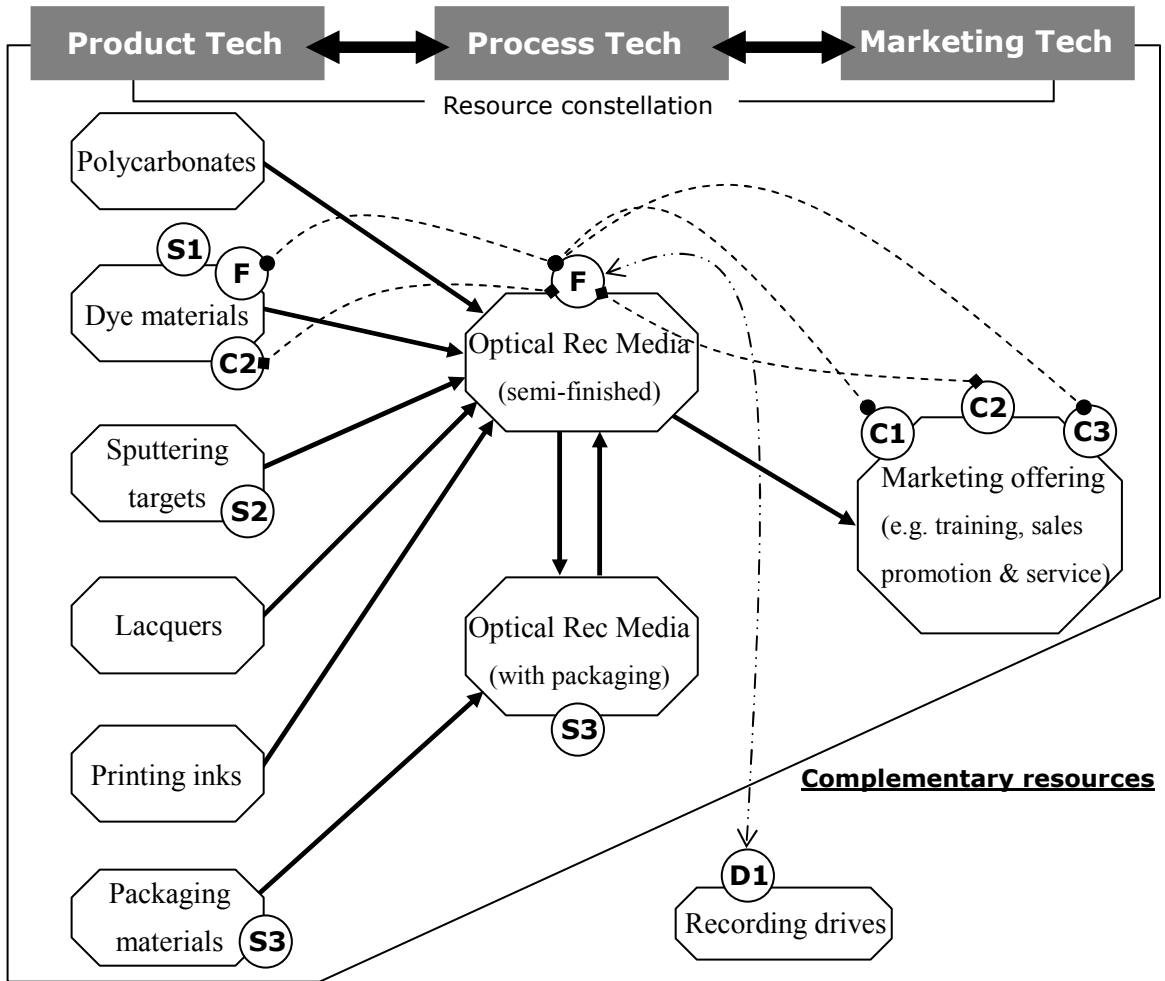 Product Tech
Process Tech
Marketing Tech
Resource constellation
Polycarbonates
S1
F
Dye materials
C2
Sputtering
targets
S2
Lacquers
Printing inks
Packaging
materials
S3
F
Optical Rec Media
(semi-finished)
Optical Rec Media
(with packaging)
S3
C1
C2
C3
Marketing offering
(e.g. training, sales
promotion & service)
Complementary resources
D1
Recording drives